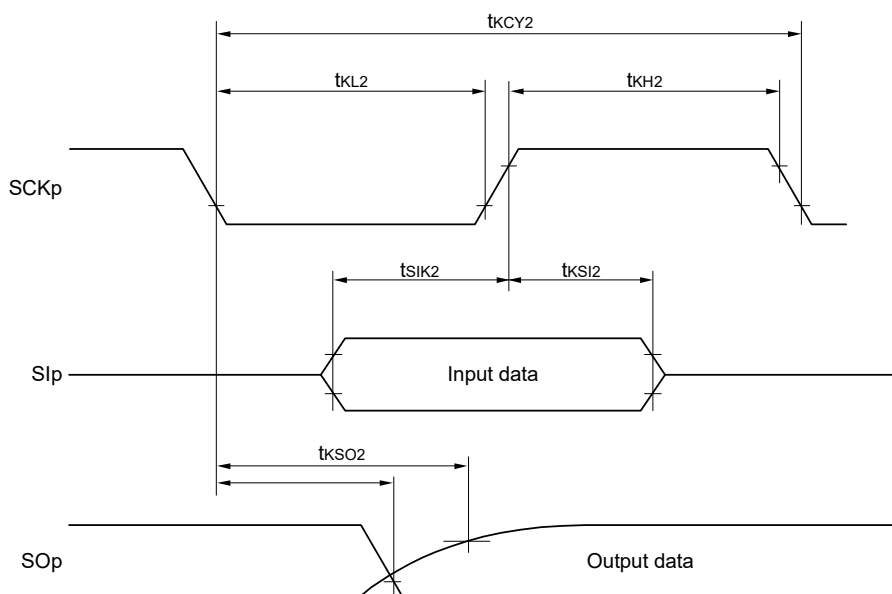 tKCY2
tKL2
tKH2
SCKp
tSIK2
tKSI2
SIp
Input data
tKSO2
SOp
Output data